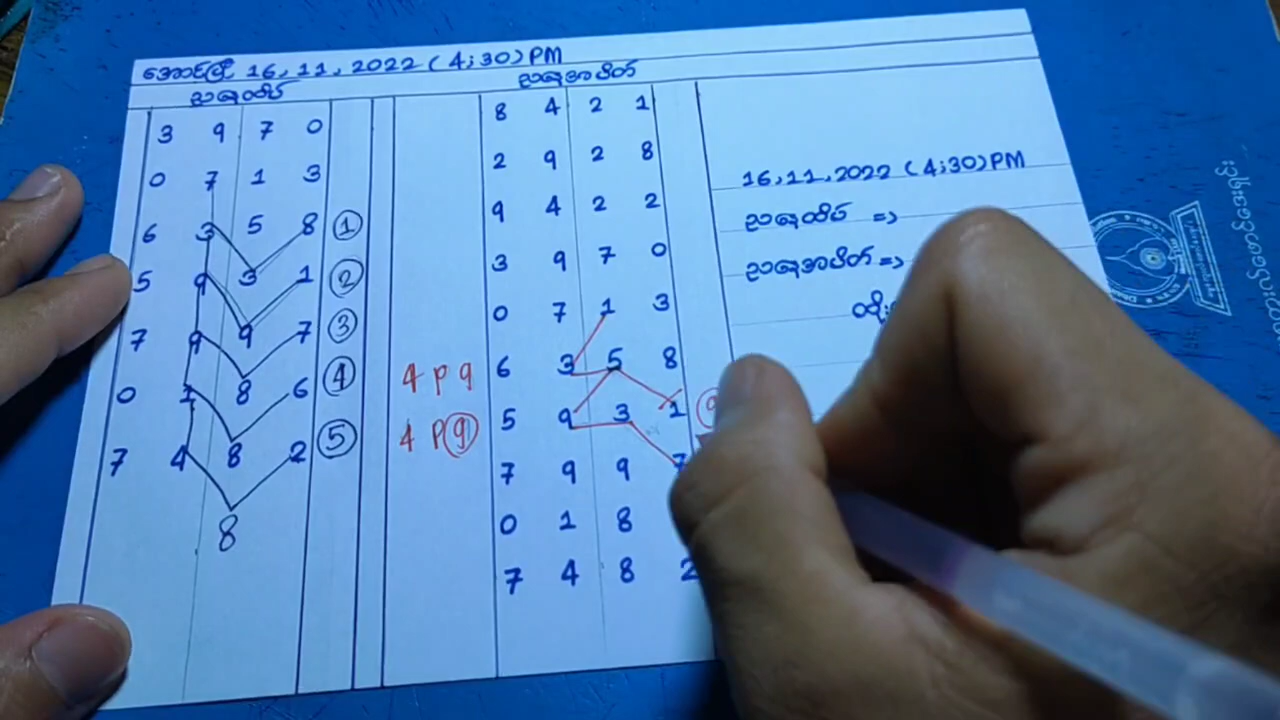 အောင်မြို့ 16,11,2022 (4;30) PM
ညနေထိပ်
3 9 7 0
0 7 1 3
6 3 5 8 ①
5 9 3 1 ②
7 9 9 7 ③
0 1 8 6 ④
7 4 8 2 ⑤
8
ညနေအပိတ်
8 4 2 1
2 9 2 8
9 4 2 2
3 9 7 0
0 7 1 3
4 P 9 6 3 5 8
4 P 9 5 9 3 1 9
7 9 9 7
0 1 8
7 4 8 2
16,11,2022 (4;30) PM
ညနေထိပ် =>
ညနေအပိတ် =>